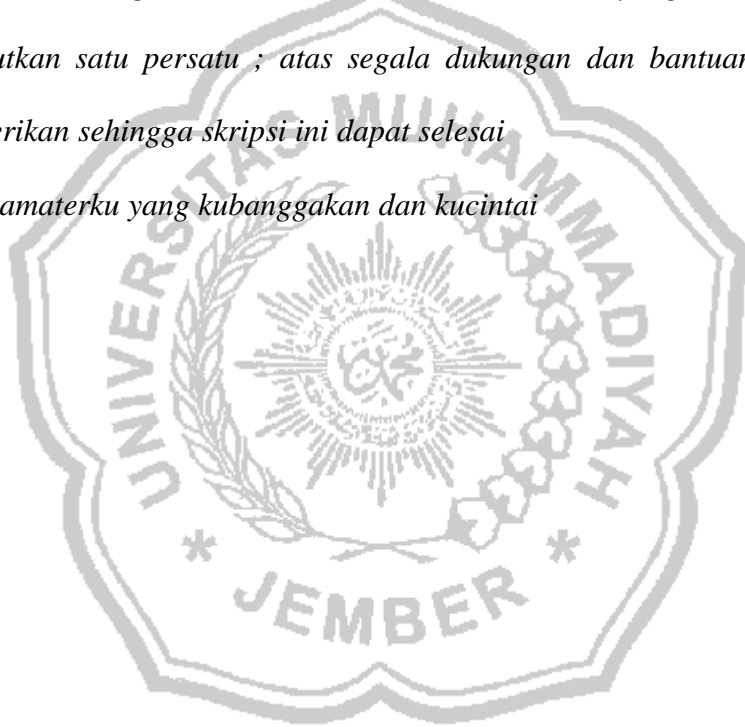 utkan satu persatu ; atas segala dukungan dan bantuan
erikan sehingga skripsi ini dapat selesai
amaterku yang kubanggakan dan kucintai
UNIVERSITAS MUHAMMADIYAH
* JEMBER *